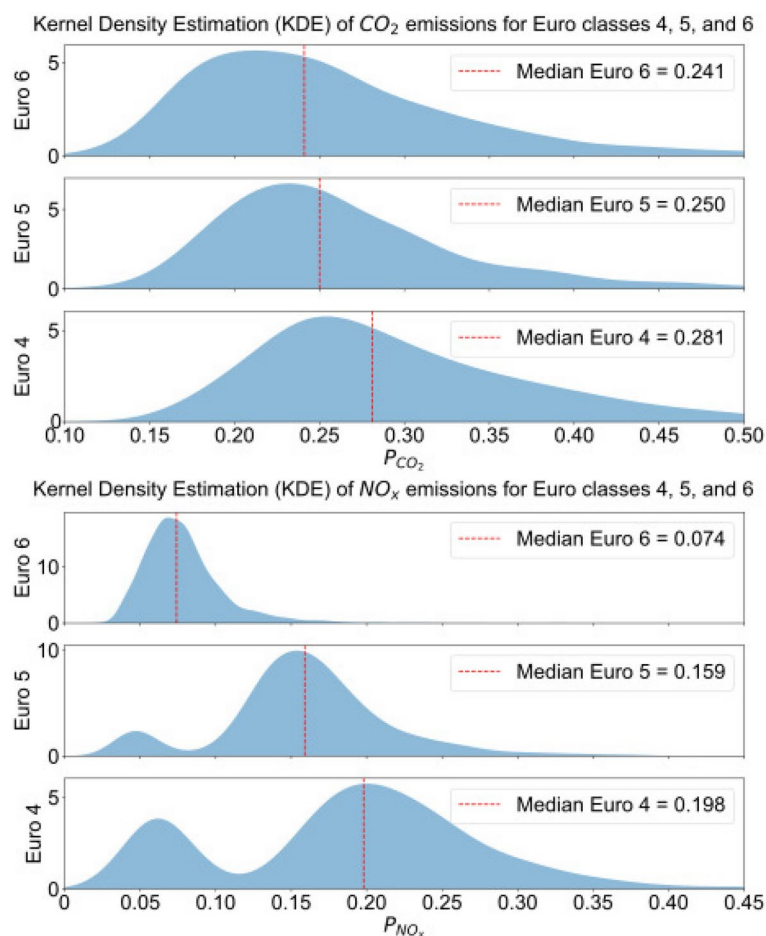 Kernel Density Estimation (KDE) of CO₂ emissions for Euro classes 4, 5, and 6
Euro 6
5
0
Median Euro 6 = 0.241
Euro 5
5
0
Median Euro 5 = 0.250
Euro 4
5
0
Median Euro 4 = 0.281
0.10 0.15 0.20 0.25 0.30 0.35 0.40 0.45 0.50
P_CO₂
Kernel Density Estimation (KDE) of NOₓ emissions for Euro classes 4, 5, and 6
Euro 6
10
0
Median Euro 6 = 0.074
Euro 5
10
5
0
Median Euro 5 = 0.159
Euro 4
5
0
Median Euro 4 = 0.198
0 0.05 0.10 0.15 0.20 0.25 0.30 0.35 0.40 0.45
P_NOₓ